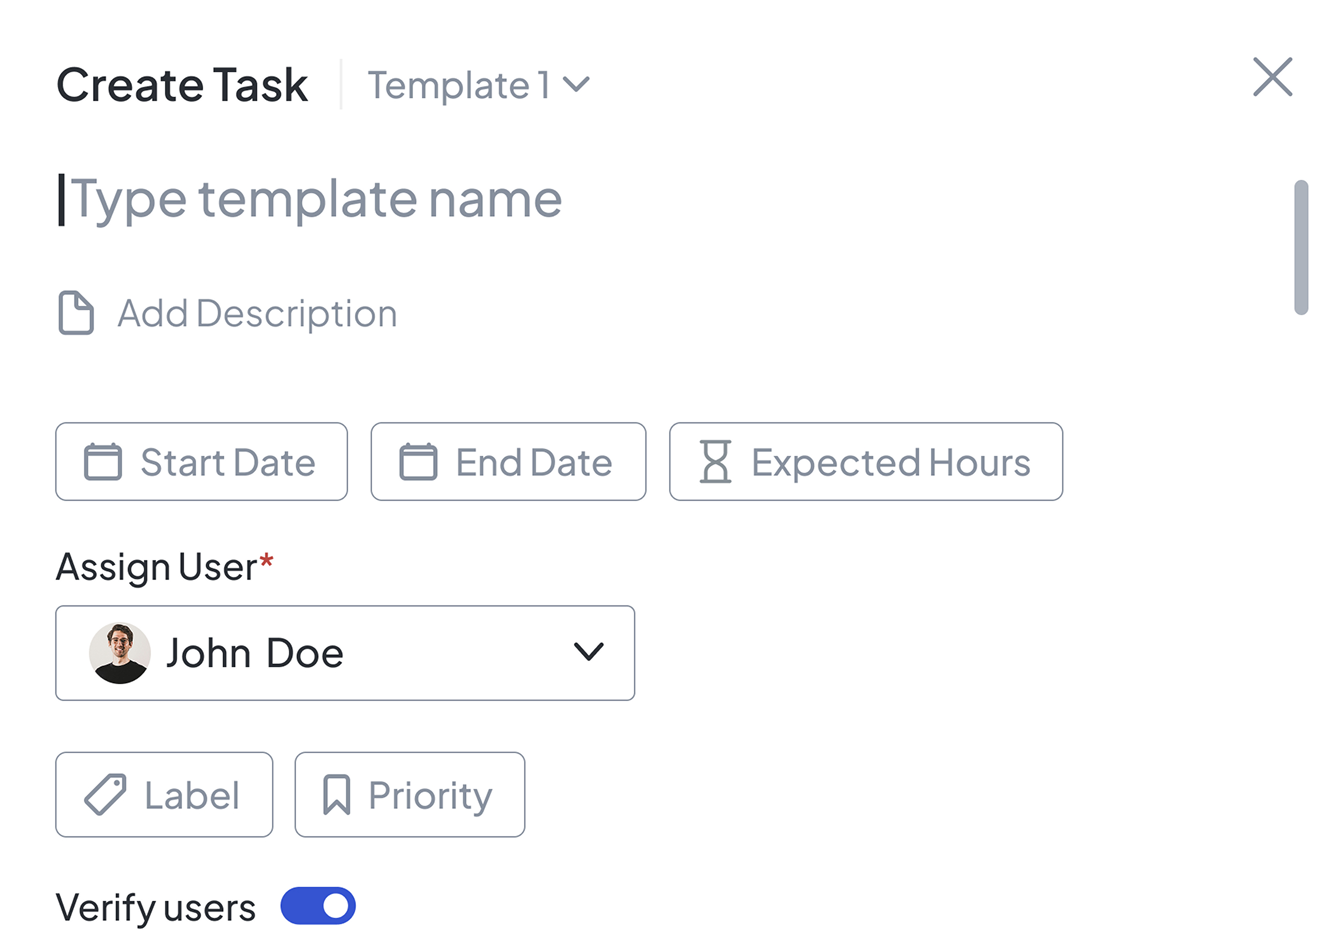 Create Task Template 1
Type template name
Add Description
Start Date End Date Expected Hours
Assign User*
John Doe
Label Priority
Verify users